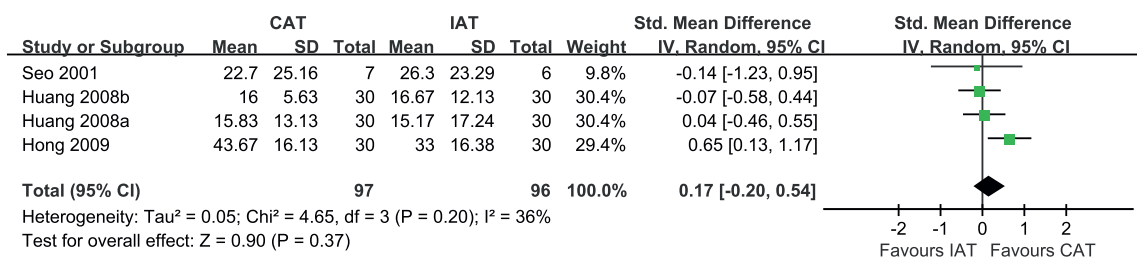 CAT IAT Std. Mean Difference Std. Mean Difference
Study or Subgroup Mean SD Total Mean SD Total Weight IV, Random, 95% CI IV, Random, 95% CI
Seo 2001 22.7 25.16 7 26.3 23.29 6 9.8% -0.14 [-1.23, 0.95]
Huang 2008b 16 5.63 30 16.67 12.13 30 30.4% -0.07 [-0.58, 0.44]
Huang 2008a 15.83 13.13 30 15.17 17.24 30 30.4% 0.04 [-0.46, 0.55]
Hong 2009 43.67 16.13 30 33 16.38 30 29.4% 0.65 [0.13, 1.17]
Total (95% CI) 97 96 100.0% 0.17 [-0.20, 0.54]
Heterogeneity: Tau² = 0.05; Chi² = 4.65, df = 3 (P = 0.20); I² = 36%
Test for overall effect: Z = 0.90 (P = 0.37)
-2 -1 0 1 2
Favours IAT Favours CAT